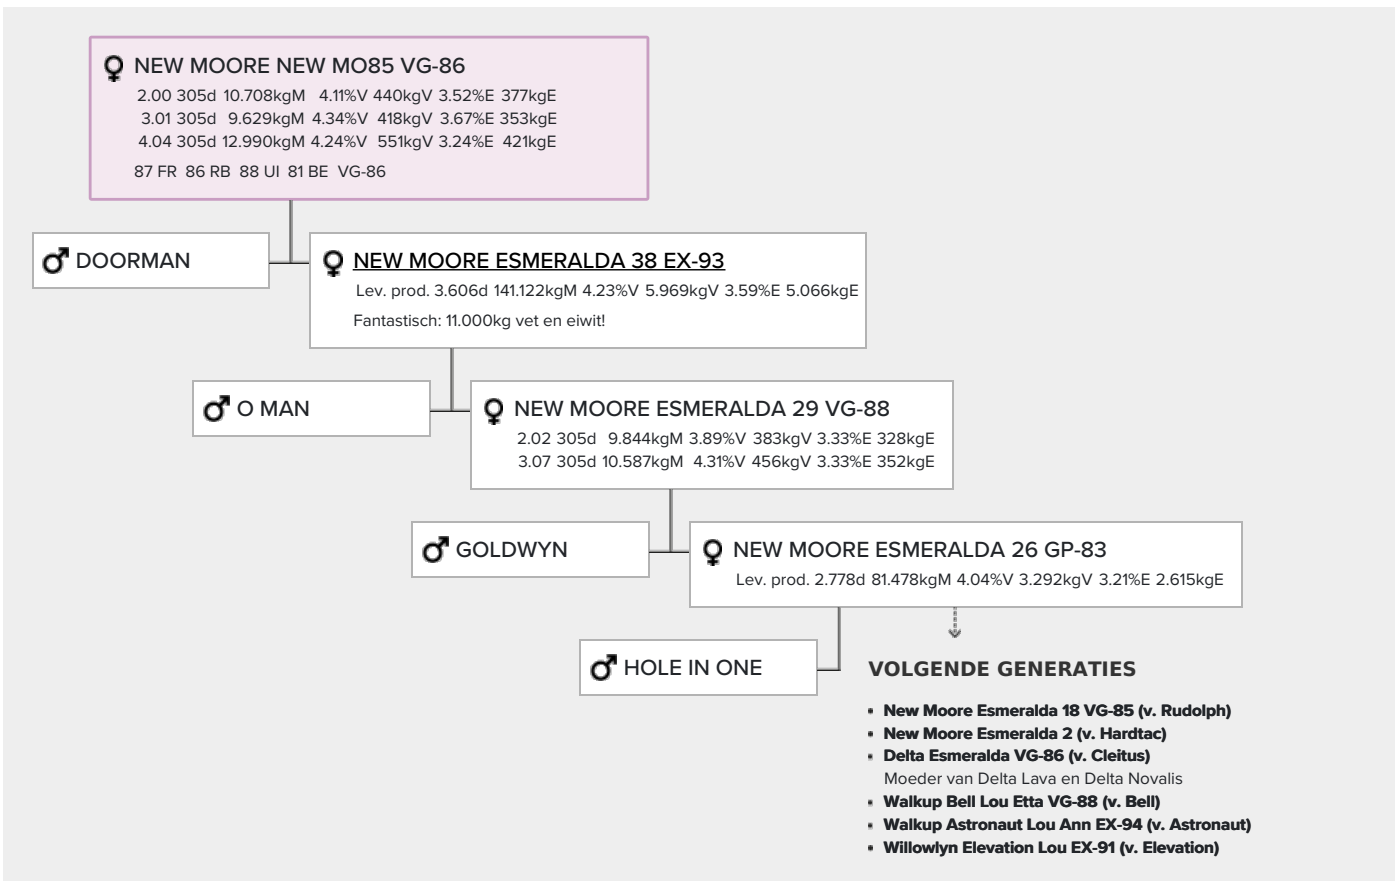 NEW MOORE NEW MO85 VG-86
2.00 305d 10.708kgM 4.11%V 440kgV 3.52%E 377kgE
3.01 305d 9.629kgM 4.34%V 418kgV 3.67%E 353kgE
4.04 305d 12.990kgM 4.24%V 551kgV 3.24%E 421kgE
87 FR 86 RB 88 UI 81 BE VG-86
DOORMAN
NEW MOORE ESMERALDA 38 EX-93
Lev. prod. 3.606d 141.122kgM 4.23%V 5.969kgV 3.59%E 5.066kgE
Fantastisch: 11.000kg vet en eiwit!
O MAN
NEW MOORE ESMERALDA 29 VG-88
2.02 305d 9.844kgM 3.89%V 383kgV 3.33%E 328kgE
3.07 305d 10.587kgM 4.31%V 456kgV 3.33%E 352kgE
GOLDWYN
NEW MOORE ESMERALDA 26 GP-83
Lev. prod. 2.778d 81.478kgM 4.04%V 3.292kgV 3.21%E 2.615kgE
HOLE IN ONE
VOLGENDE GENERATIES
• New Moore Esmeralda 18 VG-85 (v. Rudolph)
• New Moore Esmeralda 2 (v. Hardtac)
• Delta Esmeralda VG-86 (v. Cleitus)
Moeder van Delta Lava en Delta Novalis
• Walkup Bell Lou Etta VG-88 (v. Bell)
• Walkup Astronaut Lou Ann EX-94 (v. Astronaut)
• Willowlyn Elevation Lou EX-91 (v. Elevation)